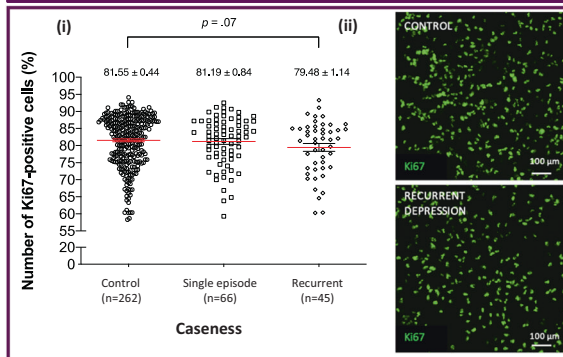 (i)
p = .07
(ii)
81.55 ± 0.44
81.19 ± 0.84
79.48 ± 1.14
Number of Ki67-positive cells (%)
100
95
90
85
80
75
70
65
60
55
20
0
Control
(n=262)
Single episode
(n=66)
Recurrent
(n=45)
Caseness
CONTROL
Ki67
100 µm
RECURRENT
DEPRESSION
Ki67
100 µm